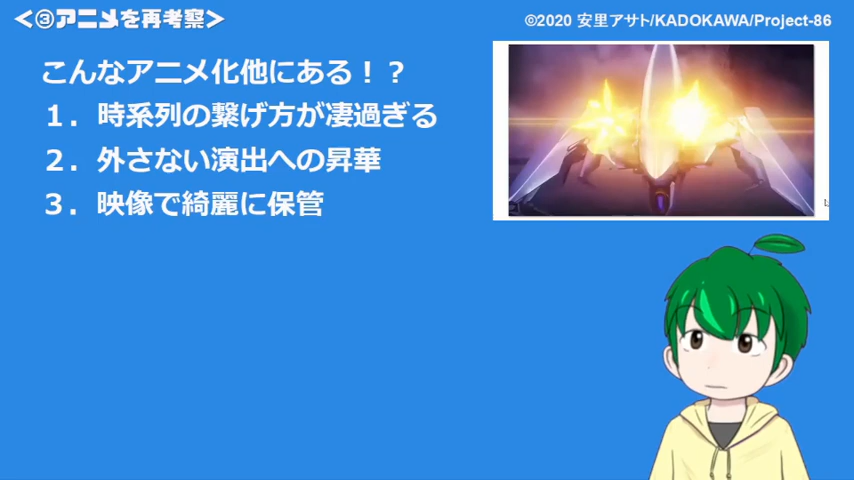 ＜③アニメを再考察＞
©2020 安里アサト/KADOKAWA/Project-86
こんなアニメ化他にある！？
１．時系列の繋げ方が凄過ぎる
２．外さない演出への昇華
３．映像で綺麗に保管